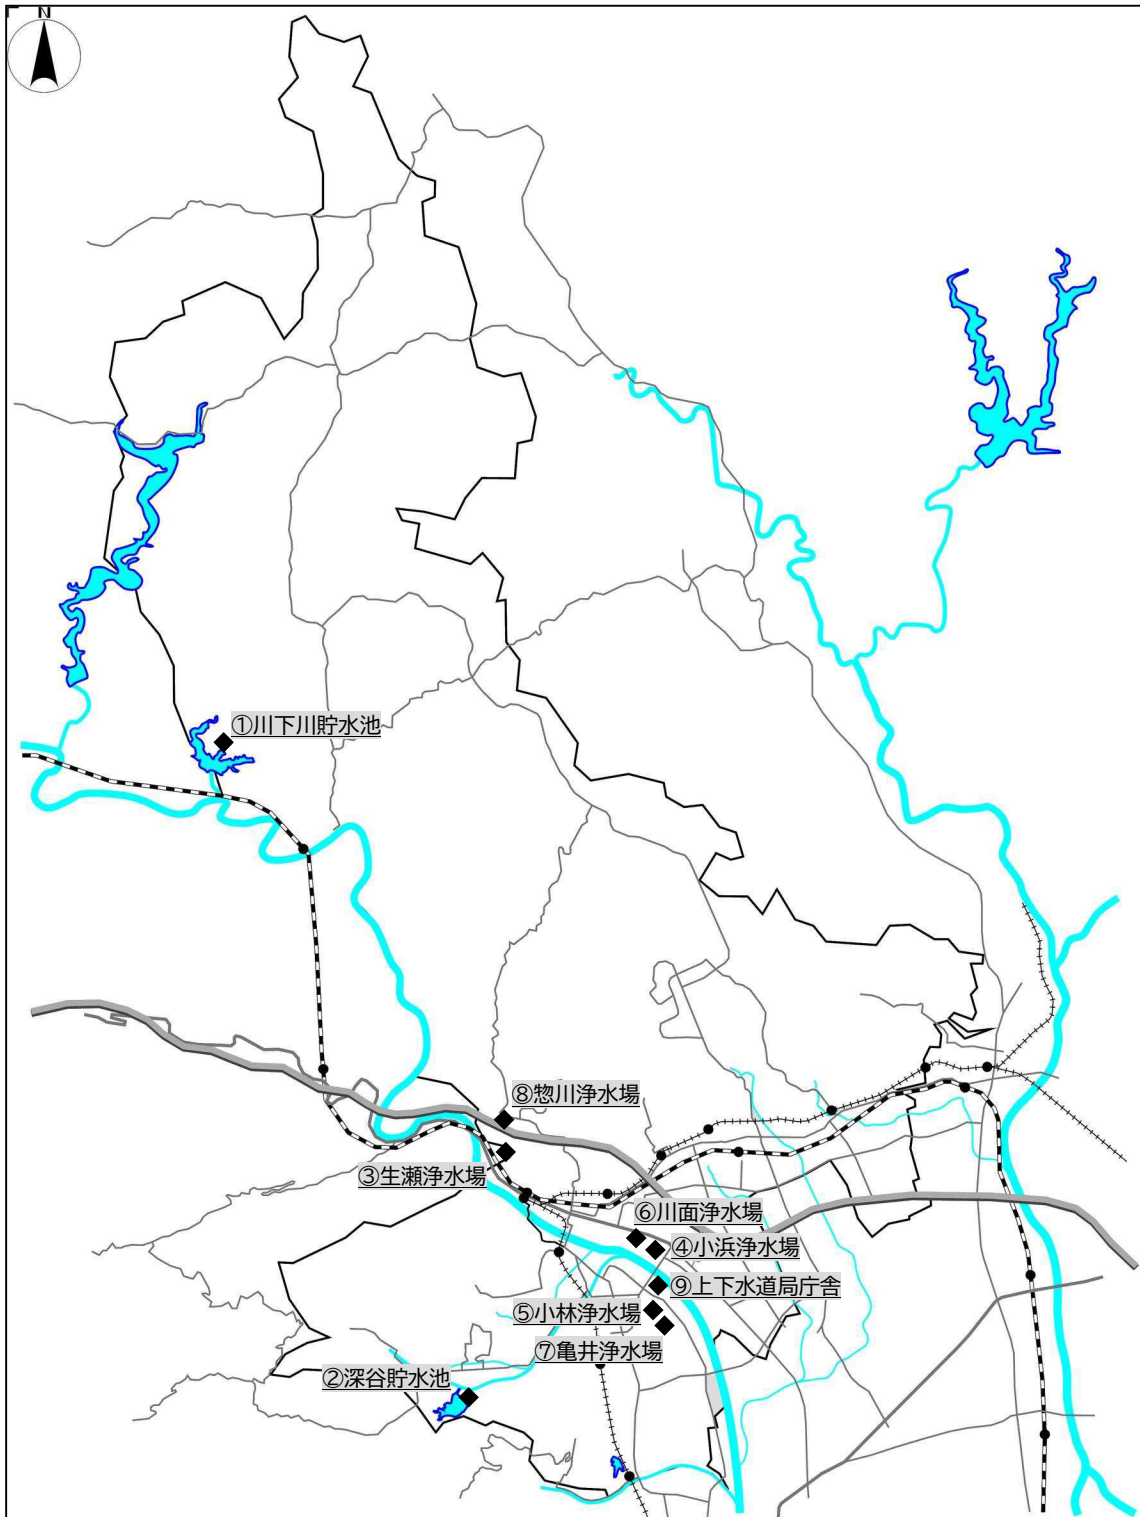 N
①川下川貯水池
⑧惣川浄水場
③生瀬浄水場
⑥川面浄水場
④小浜浄水場
⑨上下水道局庁舎
⑤小林浄水場
⑦亀井浄水場
②深谷貯水池